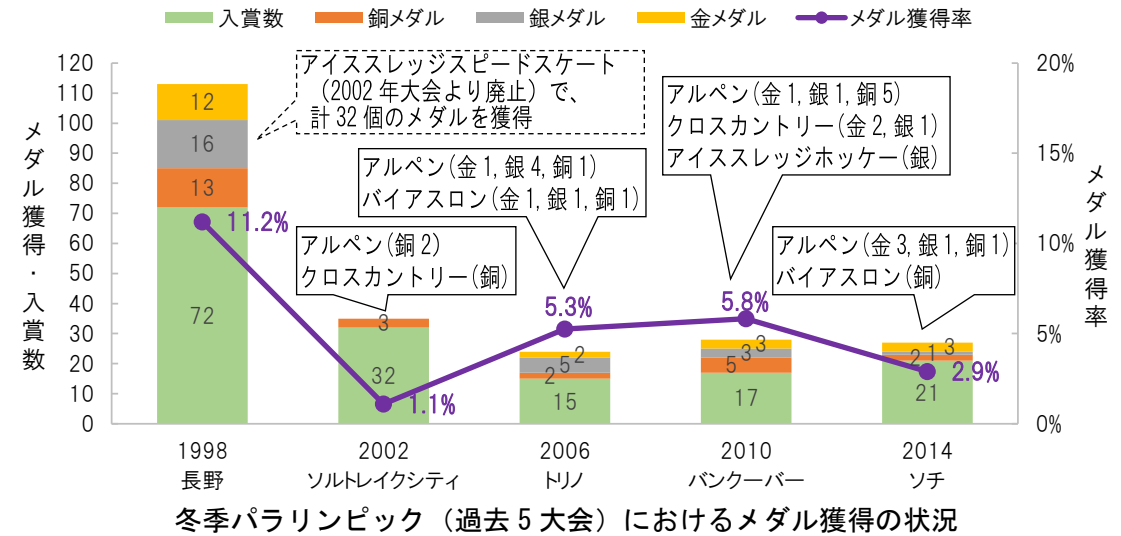 入賞数 銅メダル 銀メダル 金メダル メダル獲得率
120
110
100
90
80
70
60
50
40
30
20
10
0
メダル獲得・入賞数
20%
15%
10%
5%
0%
メダル獲得率
アイススレッジスピードスケート
（2002 年大会より廃止）で、
計 32 個のメダルを獲得
アルペン(銅 2)
クロスカントリー(銅)
アルペン(金 1, 銀 4, 銅 1)
バイアスロン(金 1, 銀 1, 銅 1)
アルペン(金 1, 銀 1, 銅 5)
クロスカントリー(金 2, 銀 1)
アイススレッジホッケー(銀)
アルペン(金 3, 銀 1, 銅 1)
バイアスロン(銅)
12
16
13
72
11.2%
3
32
1.1%
5.3%
2
5
2
15
5.8%
3
3
5
17
3
1
2
21
2.9%
1998 2002 2006 2010 2014
長野 ソルトレイクシティ トリノ バンクーバー ソチ
冬季パラリンピック（過去 5 大会）におけるメダル獲得の状況